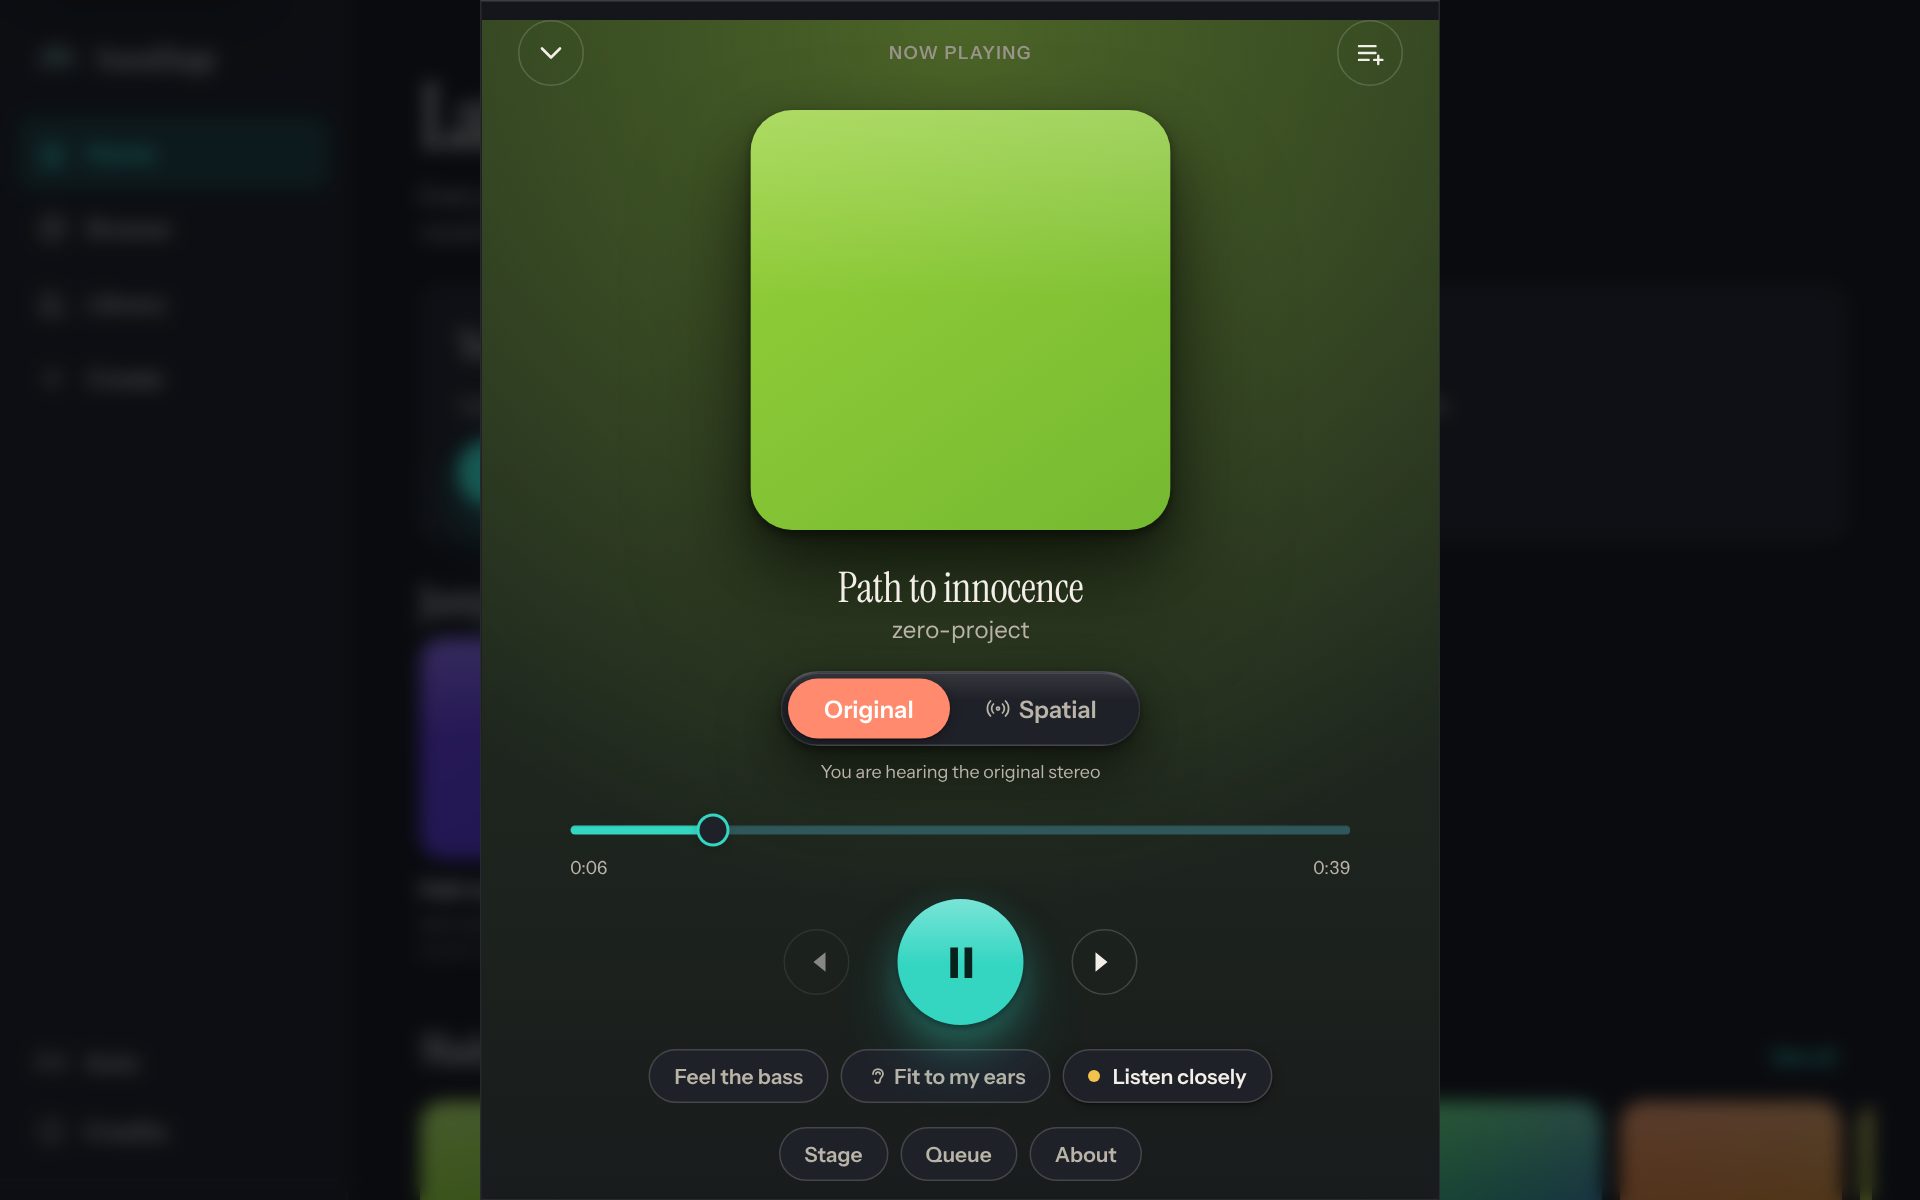 NOW PLAYING
Path to innocence
zero-project
Original
Spatial
You are hearing the original stereo
0:06
0:39
Feel the bass
Fit to my ears
Listen closely
Stage
Queue
About